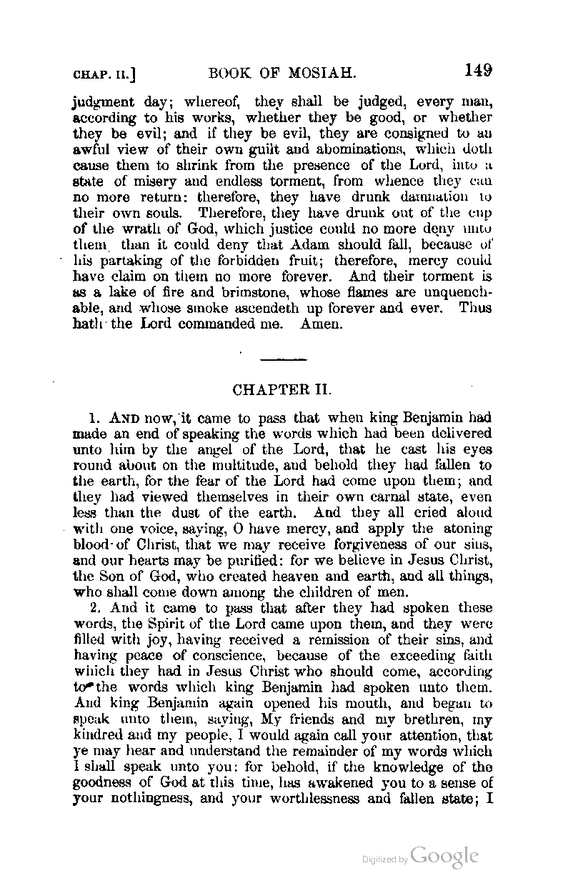 CHAP. II.] BOOK OF MOSIAH. 149
judgment day; whereof, they shall be judged, every man,
according to his works, whether they be good, or whether
they be evil; and if they be evil, they are consigned to an
awful view of their own guilt and abominations, which doth
cause them to shrink from the presence of the Lord, into a
state of misery and endless torment, from whence they can
no more return: therefore, they have drunk damnation to
their own souls. Therefore, they have drunk out of the cup
of the wrath of God, which justice could no more deny unto
them, than it could deny that Adam should fall, because of
his partaking of the forbidden fruit; therefore, mercy could
have claim on them no more forever. And their torment is
as a lake of fire and brimstone, whose flames are unquench-
able, and whose smoke ascendeth up forever and ever. Thus
hath the Lord commanded me. Amen.
CHAPTER II.
1. AND now, it came to pass that when king Benjamin had
made an end of speaking the words which had been delivered
unto him by the angel of the Lord, that he cast his eyes
round about on the multitude, and behold they had fallen to
the earth, for the fear of the Lord had come upon them; and
they had viewed themselves in their own carnal state, even
less than the dust of the earth. And they all cried aloud
with one voice, saying, O have mercy, and apply the atoning
blood of Christ, that we may receive forgiveness of our sins,
and our hearts may be purified: for we believe in Jesus Christ,
the Son of God, who created heaven and earth, and all things,
who shall come down among the children of men.
2. And it came to pass that after they had spoken these
words, the Spirit of the Lord came upon them, and they were
filled with joy, having received a remission of their sins, and
having peace of conscience, because of the exceeding faith
which they had in Jesus Christ who should come, according
to the words which king Benjamin had spoken unto them.
And king Benjamin again opened his mouth, and began to
speak unto them, saying, My friends and my brethren, my
kindred and my people, I would again call your attention, that
ye may hear and understand the remainder of my words which
I shall speak unto you: for behold, if the knowledge of the
goodness of God at this time, has awakened you to a sense of
your nothingness, and your worthlessness and fallen state; I
Digitized by Google